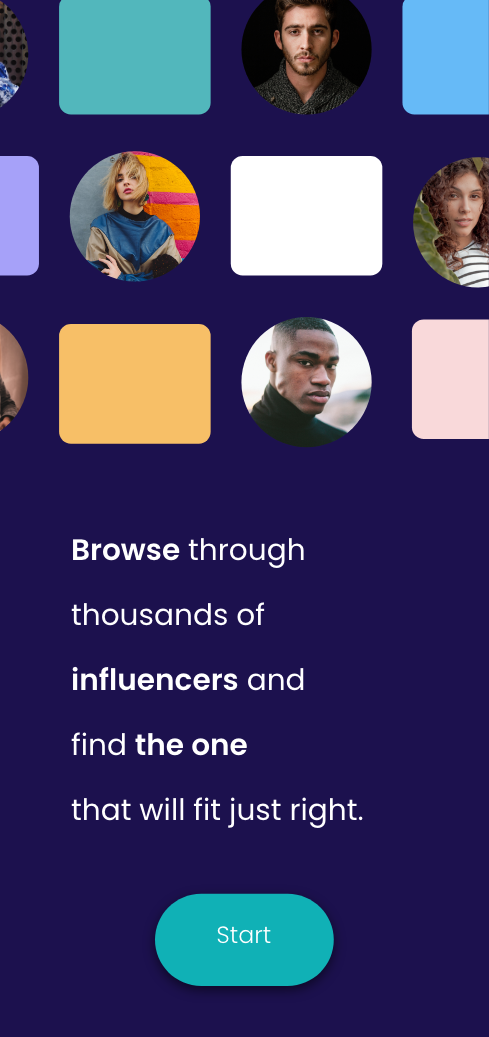 Browse through
thousands of
influencers and
find the one
that will fit just right.
Start